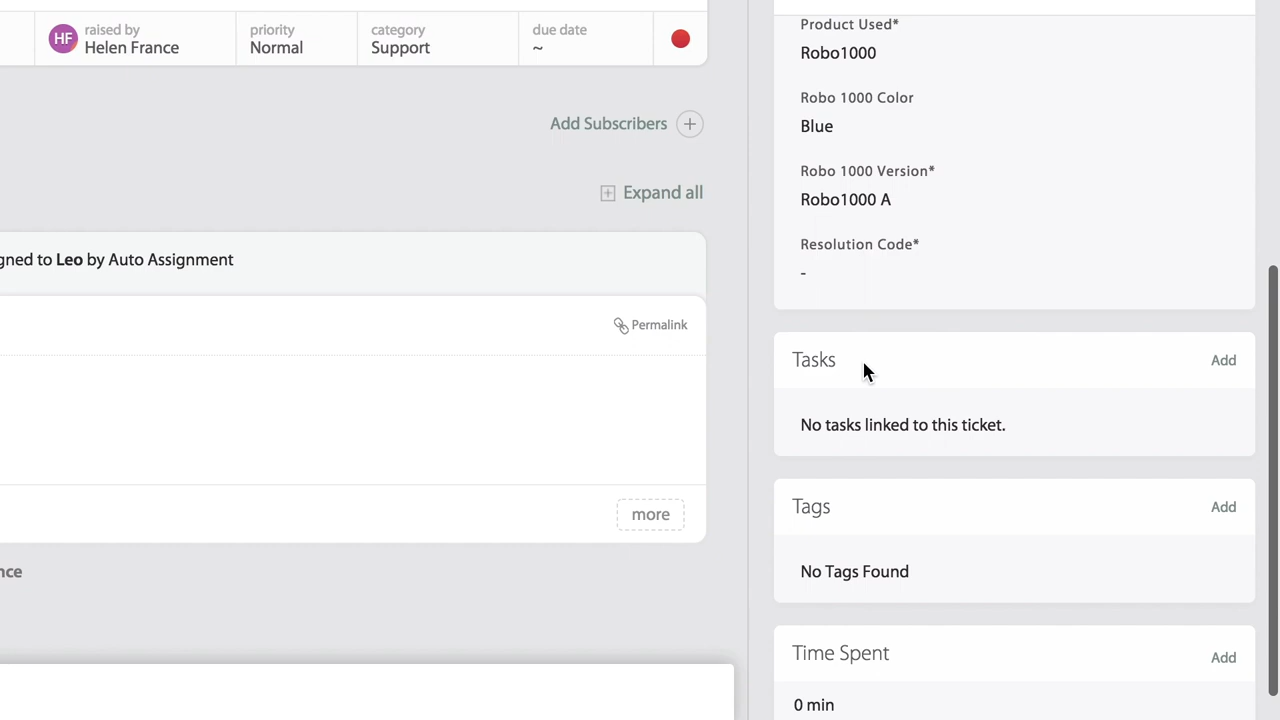 HF
raised by
Helen France
priority
Normal
category
Support
due date
~
Add Subscribers
Expand all
gned to Leo by Auto Assignment
Permalink
more
nce
Product Used*
Robo1000
Robo 1000 Color
Blue
Robo 1000 Version*
Robo1000 A
Resolution Code*
-
Tasks
Add
No tasks linked to this ticket.
Tags
Add
No Tags Found
Time Spent
Add
0 min